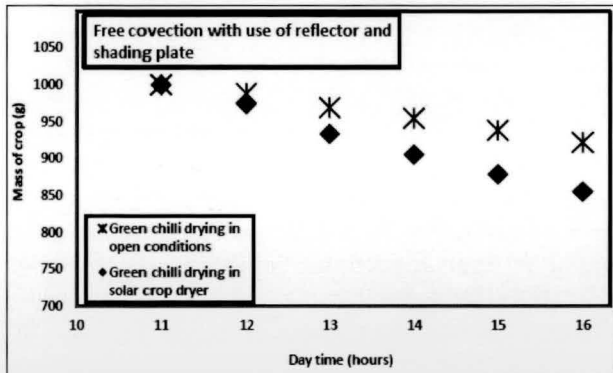 Free covection with use of reflector and
shading plate
1050
1000
950
900
850
800
750
700
Mass of crop (g)
Green chilli drying in
open conditions
Green chilli drying in
solar crop dryer
10 11 12 13 14 15 16
Day time (hours)